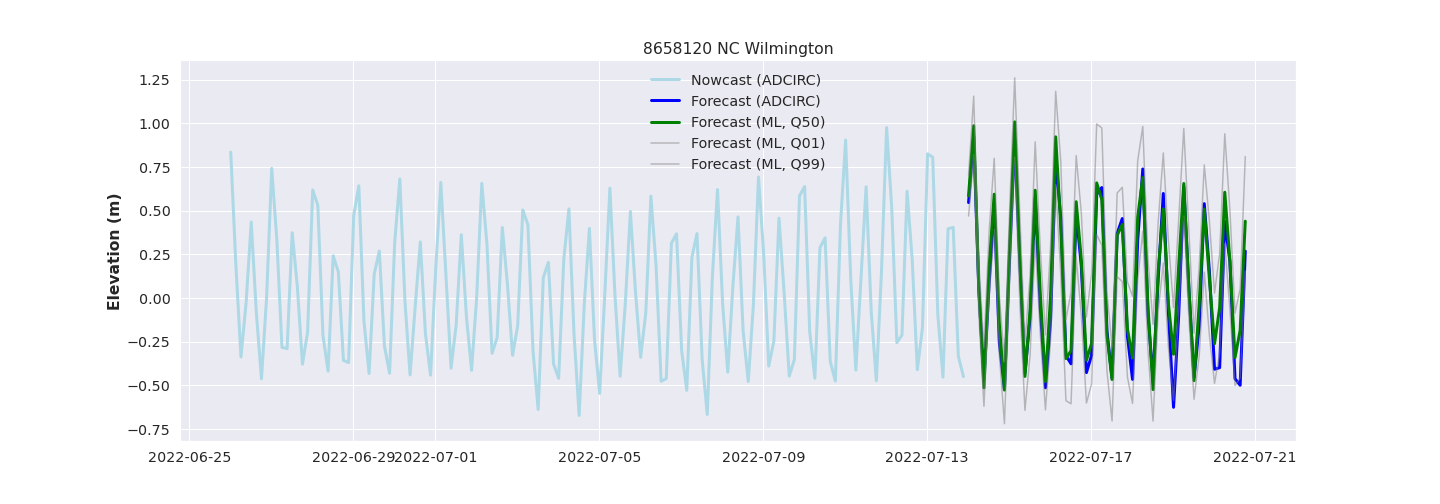 8658120 NC Wilmington
Nowcast (ADCIRC)
Forecast (ADCIRC)
Forecast (ML, Q50)
Forecast (ML, Q01)
Forecast (ML, Q99)
Elevation (m)
1.25
1.00
0.75
0.50
0.25
0.00
−0.25
−0.50
−0.75
2022-06-25
2022-06-29
2022-07-01
2022-07-05
2022-07-09
2022-07-13
2022-07-17
2022-07-21